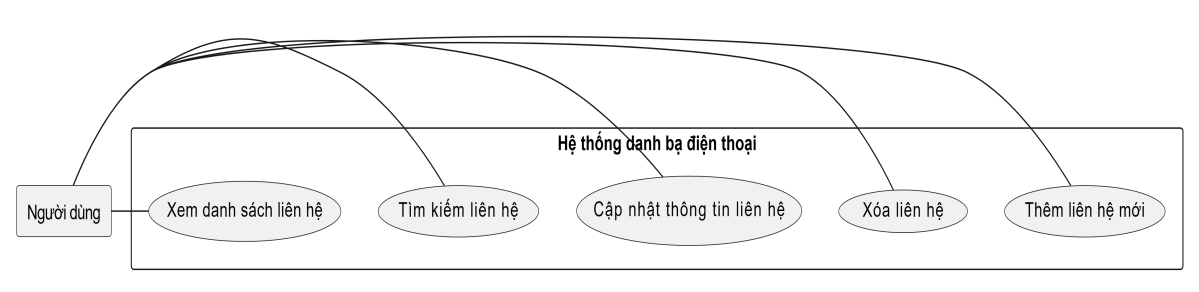 Hệ thống danh bạ điện thoại
Người dùng
Xem danh sách liên hệ
Tìm kiếm liên hệ
Cập nhật thông tin liên hệ
Xóa liên hệ
Thêm liên hệ mới